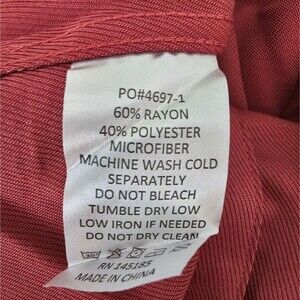 PO#4697-1
60% RAYON
40% POLYESTER
MICROFIBER
MACHINE WASH COLD
SEPARATELY
DO NOT BLEACH
TUMBLE DRY LOW
LOW IRON IF NEEDED
DO NOT DRY CLEAN
RN 145185
MADE IN CHINA